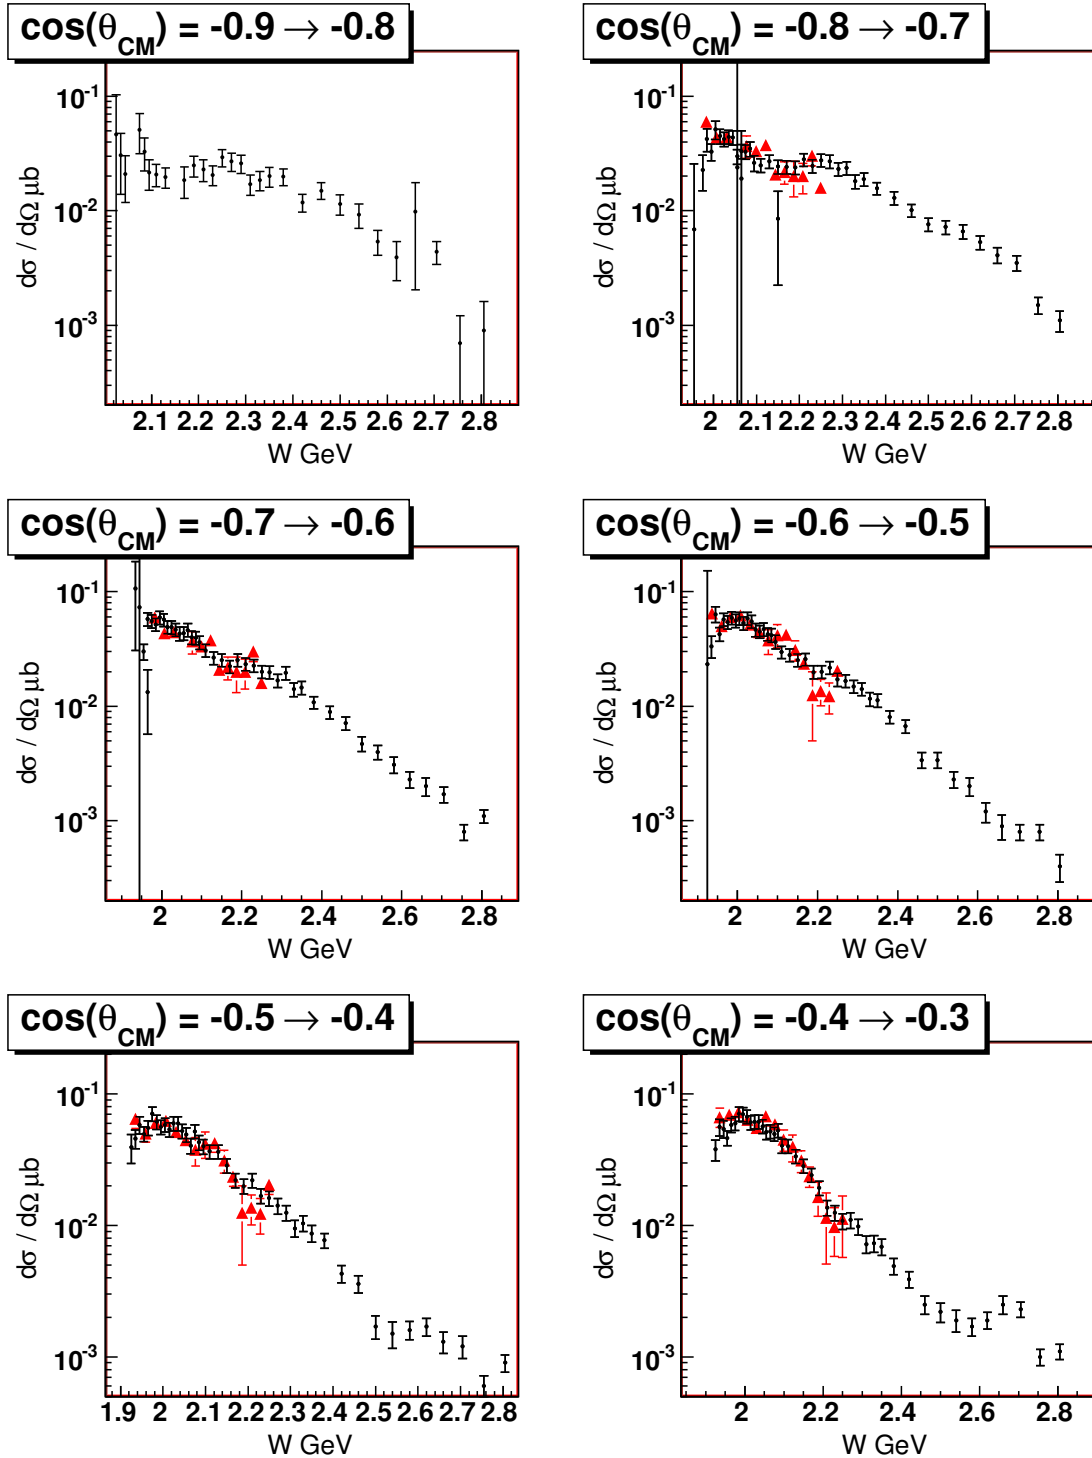 cos(θCM) = -0.9 → -0.8
dσ / dΩ μb
10-1
10-2
10-3
2.1 2.2 2.3 2.4 2.5 2.6 2.7 2.8
W GeV
cos(θCM) = -0.8 → -0.7
dσ / dΩ μb
10-1
10-2
10-3
2 2.1 2.2 2.3 2.4 2.5 2.6 2.7 2.8
W GeV
cos(θCM) = -0.7 → -0.6
dσ / dΩ μb
10-1
10-2
10-3
2 2.2 2.4 2.6 2.8
W GeV
cos(θCM) = -0.6 → -0.5
dσ / dΩ μb
10-1
10-2
10-3
2 2.2 2.4 2.6 2.8
W GeV
cos(θCM) = -0.5 → -0.4
dσ / dΩ μb
10-1
10-2
10-3
1.9 2 2.1 2.2 2.3 2.4 2.5 2.6 2.7 2.8
W GeV
cos(θCM) = -0.4 → -0.3
dσ / dΩ μb
10-1
10-2
10-3
2 2.2 2.4 2.6 2.8
W GeV